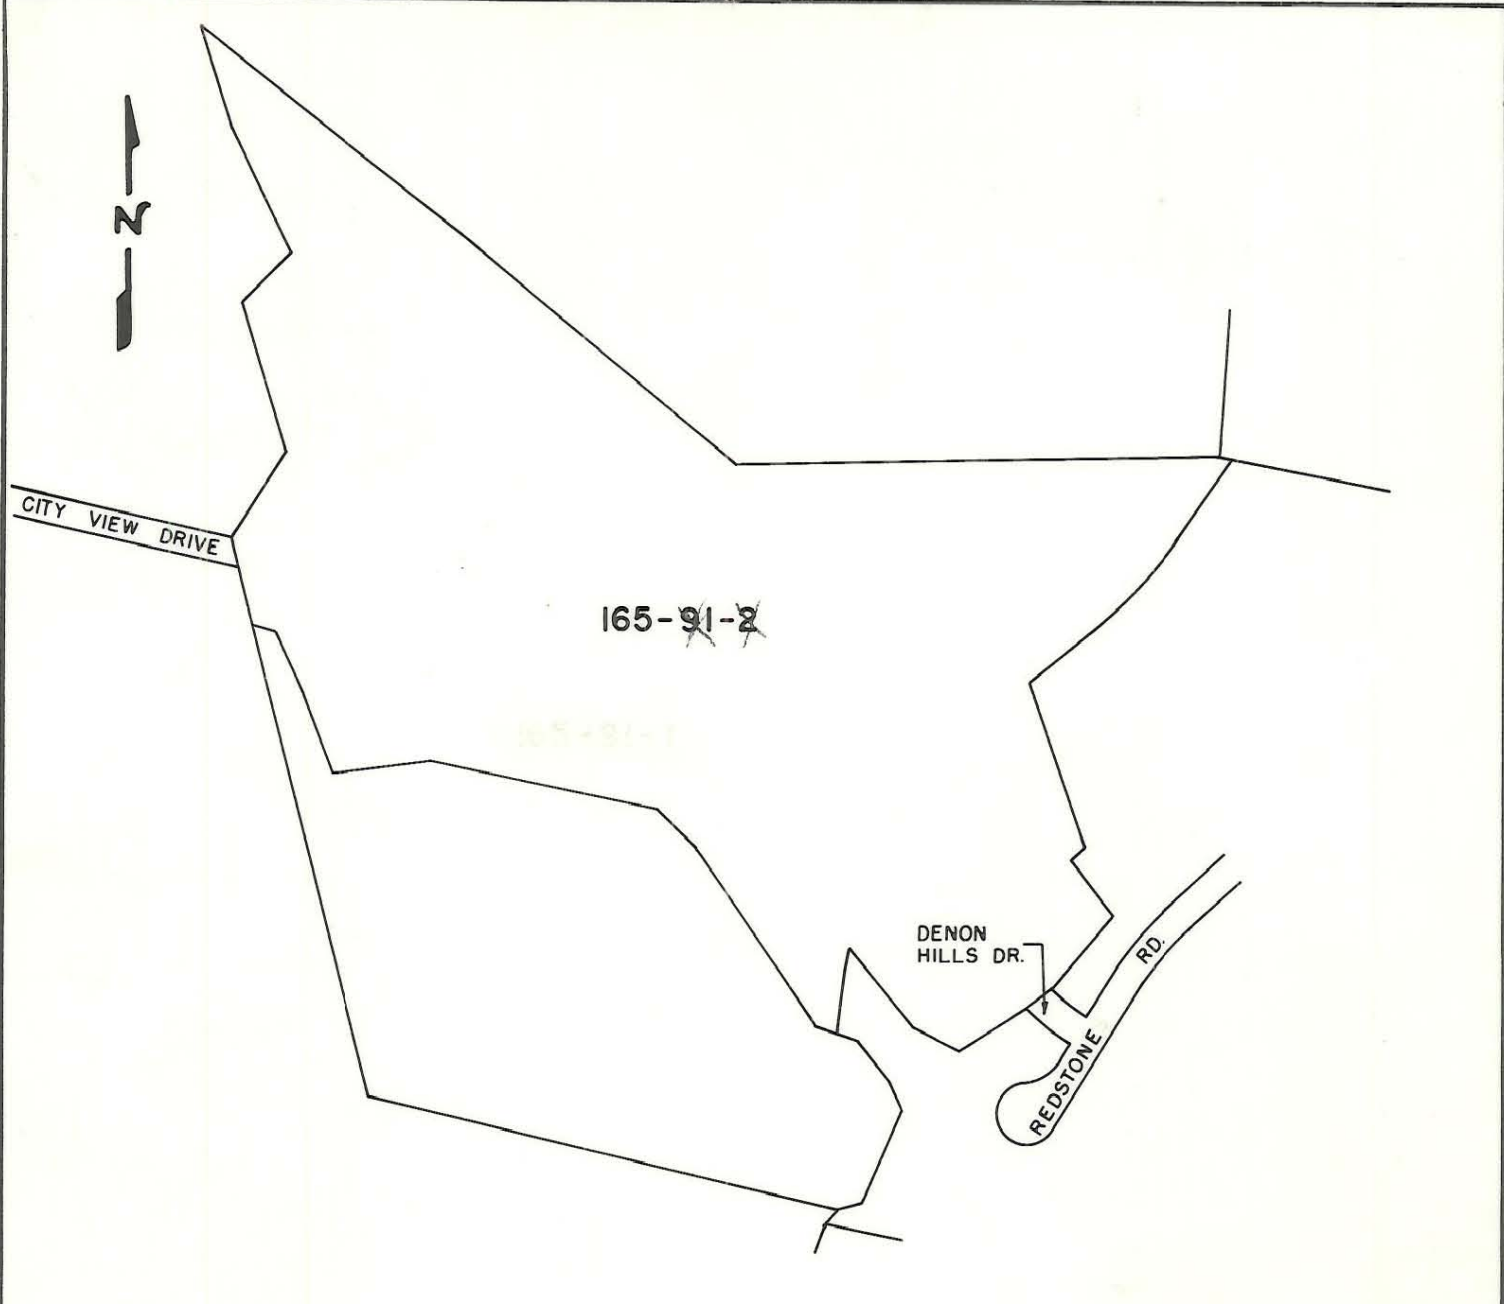 N
CITY VIEW DRIVE
165-91-2
DENON
HILLS DR.
RD.
REDSTONE